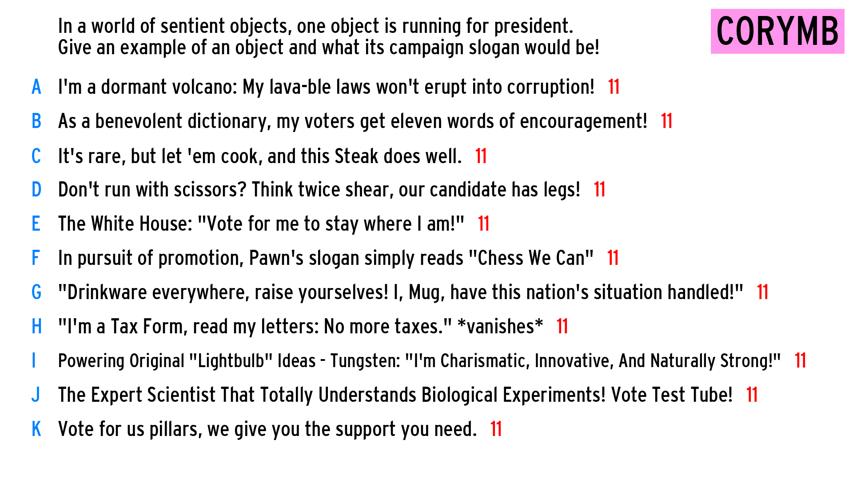 In a world of sentient objects, one object is running for president.
Give an example of an object and what its campaign slogan would be!
CORYMB
A I'm a dormant volcano: My lava-ble laws won't erupt into corruption! 11
B As a benevolent dictionary, my voters get eleven words of encouragement! 11
C It's rare, but let 'em cook, and this Steak does well. 11
D Don't run with scissors? Think twice shear, our candidate has legs! 11
E The White House: "Vote for me to stay where I am!" 11
F In pursuit of promotion, Pawn's slogan simply reads "Chess We Can" 11
G "Drinkware everywhere, raise yourselves! I, Mug, have this nation's situation handled!" 11
H "I'm a Tax Form, read my letters: No more taxes." *vanishes* 11
I Powering Original "Lightbulb" Ideas - Tungsten: "I'm Charismatic, Innovative, And Naturally Strong!" 11
J The Expert Scientist That Totally Understands Biological Experiments! Vote Test Tube! 11
K Vote for us pillars, we give you the support you need. 11